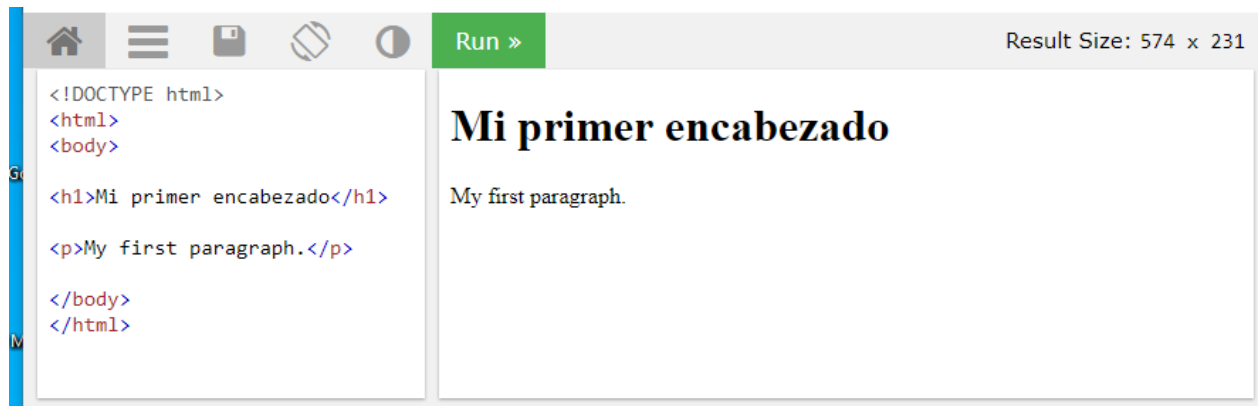 Run »
Result Size: 574 x 231
<!DOCTYPE html>
<html>
<body>
<h1>Mi primer encabezado</h1>
<p>My first paragraph.</p>
</body>
</html>
Mi primer encabezado
My first paragraph.